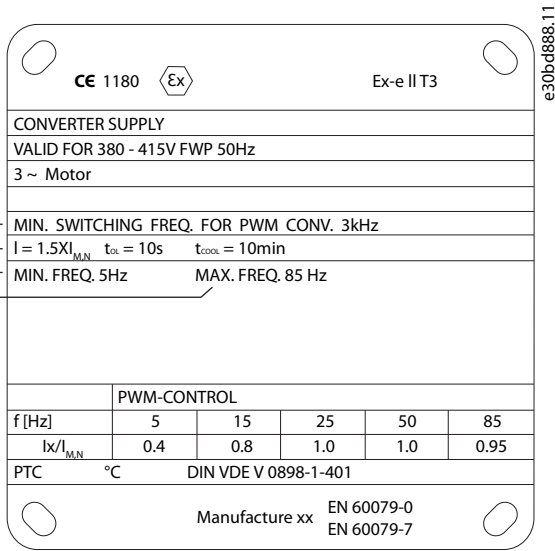 e30bd888.11
CE 1180 Ex Ex-e ll T3
CONVERTER SUPPLY
VALID FOR 380 - 415V FWP 50Hz
3 ~ Motor
MIN. SWITCHING FREQ. FOR PWM CONV. 3kHz
I = 1.5XI M,N tOL = 10s tCOOL = 10min
MIN. FREQ. 5Hz MAX. FREQ. 85 Hz
PWM-CONTROL
f [Hz] 5 15 25 50 85
Ix/I M,N 0.4 0.8 1.0 1.0 0.95
PTC °C DIN VDE V 0898-1-401
Manufacture xx EN 60079-0
EN 60079-7